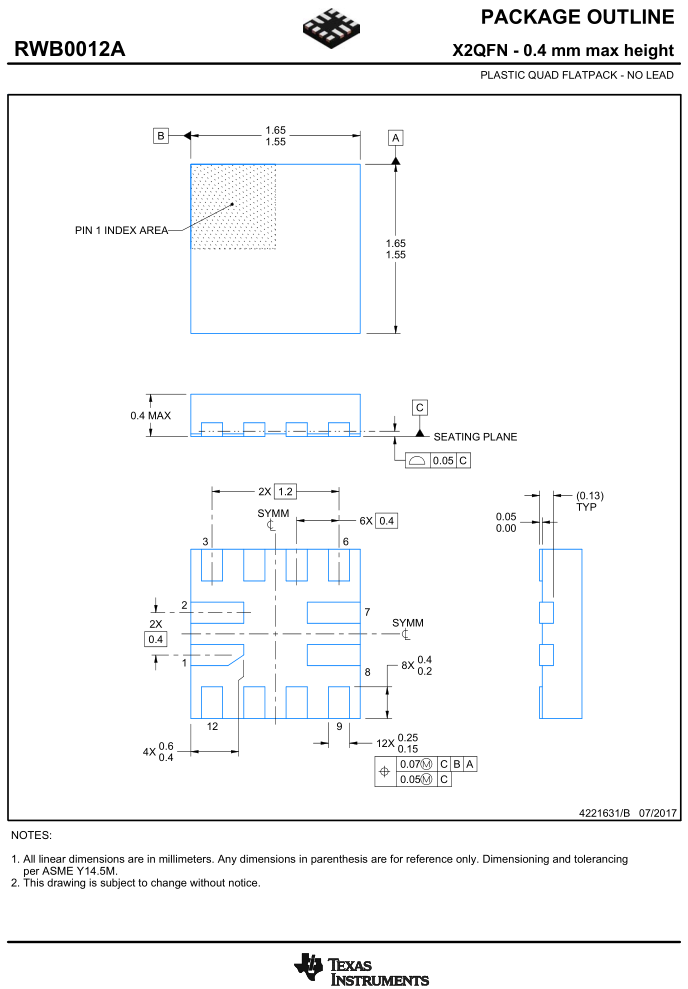 PACKAGE OUTLINE
RWB0012A
X2QFN - 0.4 mm max height
PLASTIC QUAD FLATPACK - NO LEAD
B
1.65
1.55
A
PIN 1 INDEX AREA
1.65
1.55
0.4 MAX
C
SEATING PLANE
0.05 C
2X 1.2
SYMM
6X 0.4
(0.13)
TYP
0.05
0.00
3
6
2
7
2X
0.4
SYMM
1
8
8X 0.4
0.2
12
9
4X 0.6
0.4
12X 0.25
0.15
0.07Ⓜ C B A
0.05Ⓜ C
4221631/B 07/2017
NOTES:
1. All linear dimensions are in millimeters. Any dimensions in parenthesis are for reference only. Dimensioning and tolerancing
per ASME Y14.5M.
2. This drawing is subject to change without notice.
TEXAS
INSTRUMENTS